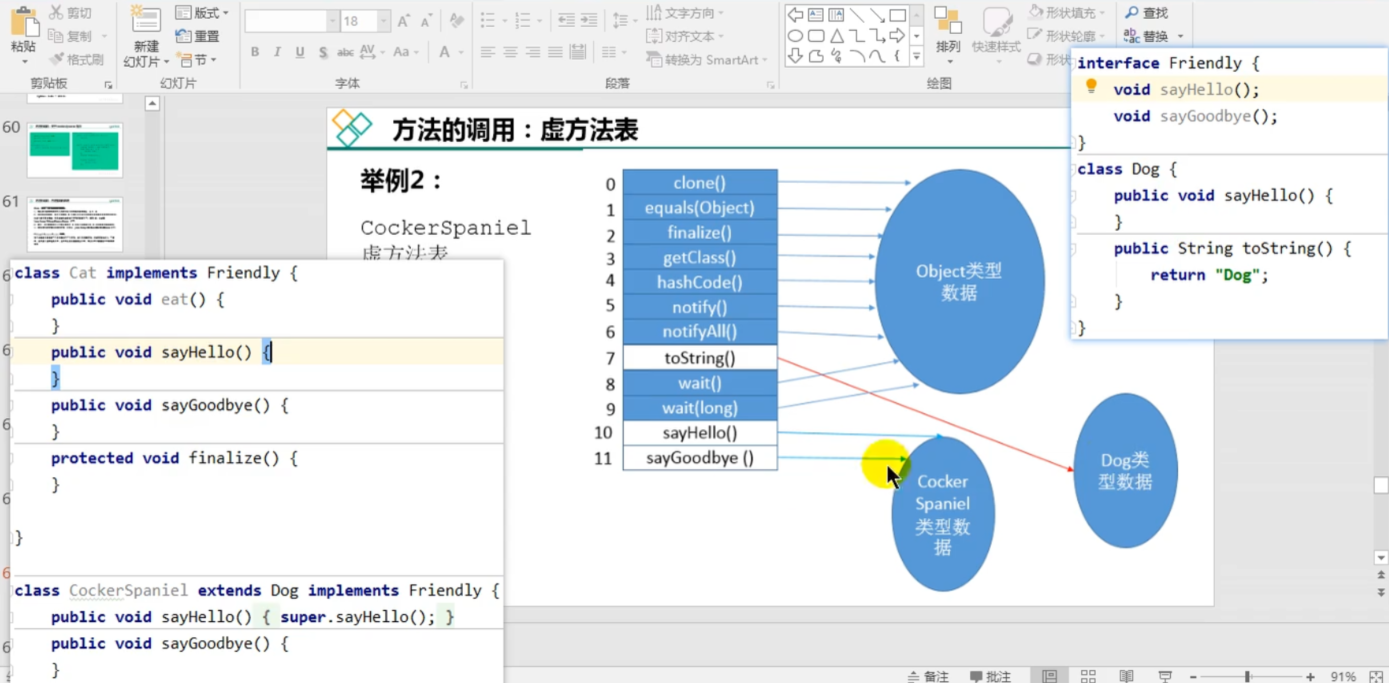 剪切
复制
格式刷
粘贴
剪贴板
新建
幻灯片
版式
重置
节
幻灯片
18
B I U S abc AV Aa A
字体
文字方向
对齐文本
转换为 SmartArt
段落
排列
快速样式
形状填充
形状轮廓
形状
绘图
查找
替换
60
61
方法的调用：虚方法表
举例2：
CockerSpaniel
虚方法表
0 clone()
1 equals(Object)
2 finalize()
3 getClass()
4 hashCode()
5 notify()
6 notifyAll()
7 toString()
8 wait()
9 wait(long)
10 sayHello()
11 sayGoodbye ()
Object类型
数据
Cocker
Spaniel
类型数
据
Dog类
型数据
interface Friendly {
void sayHello();
void sayGoodbye();
}
class Dog {
public void sayHello() {
}
public String toString() {
return "Dog";
}
}
class Cat implements Friendly {
public void eat() {
}
public void sayHello() {
}
public void sayGoodbye() {
}
protected void finalize() {
}
}
class CockerSpaniel extends Dog implements Friendly {
public void sayHello() { super.sayHello(); }
public void sayGoodbye() {
}
备注
批注
91%